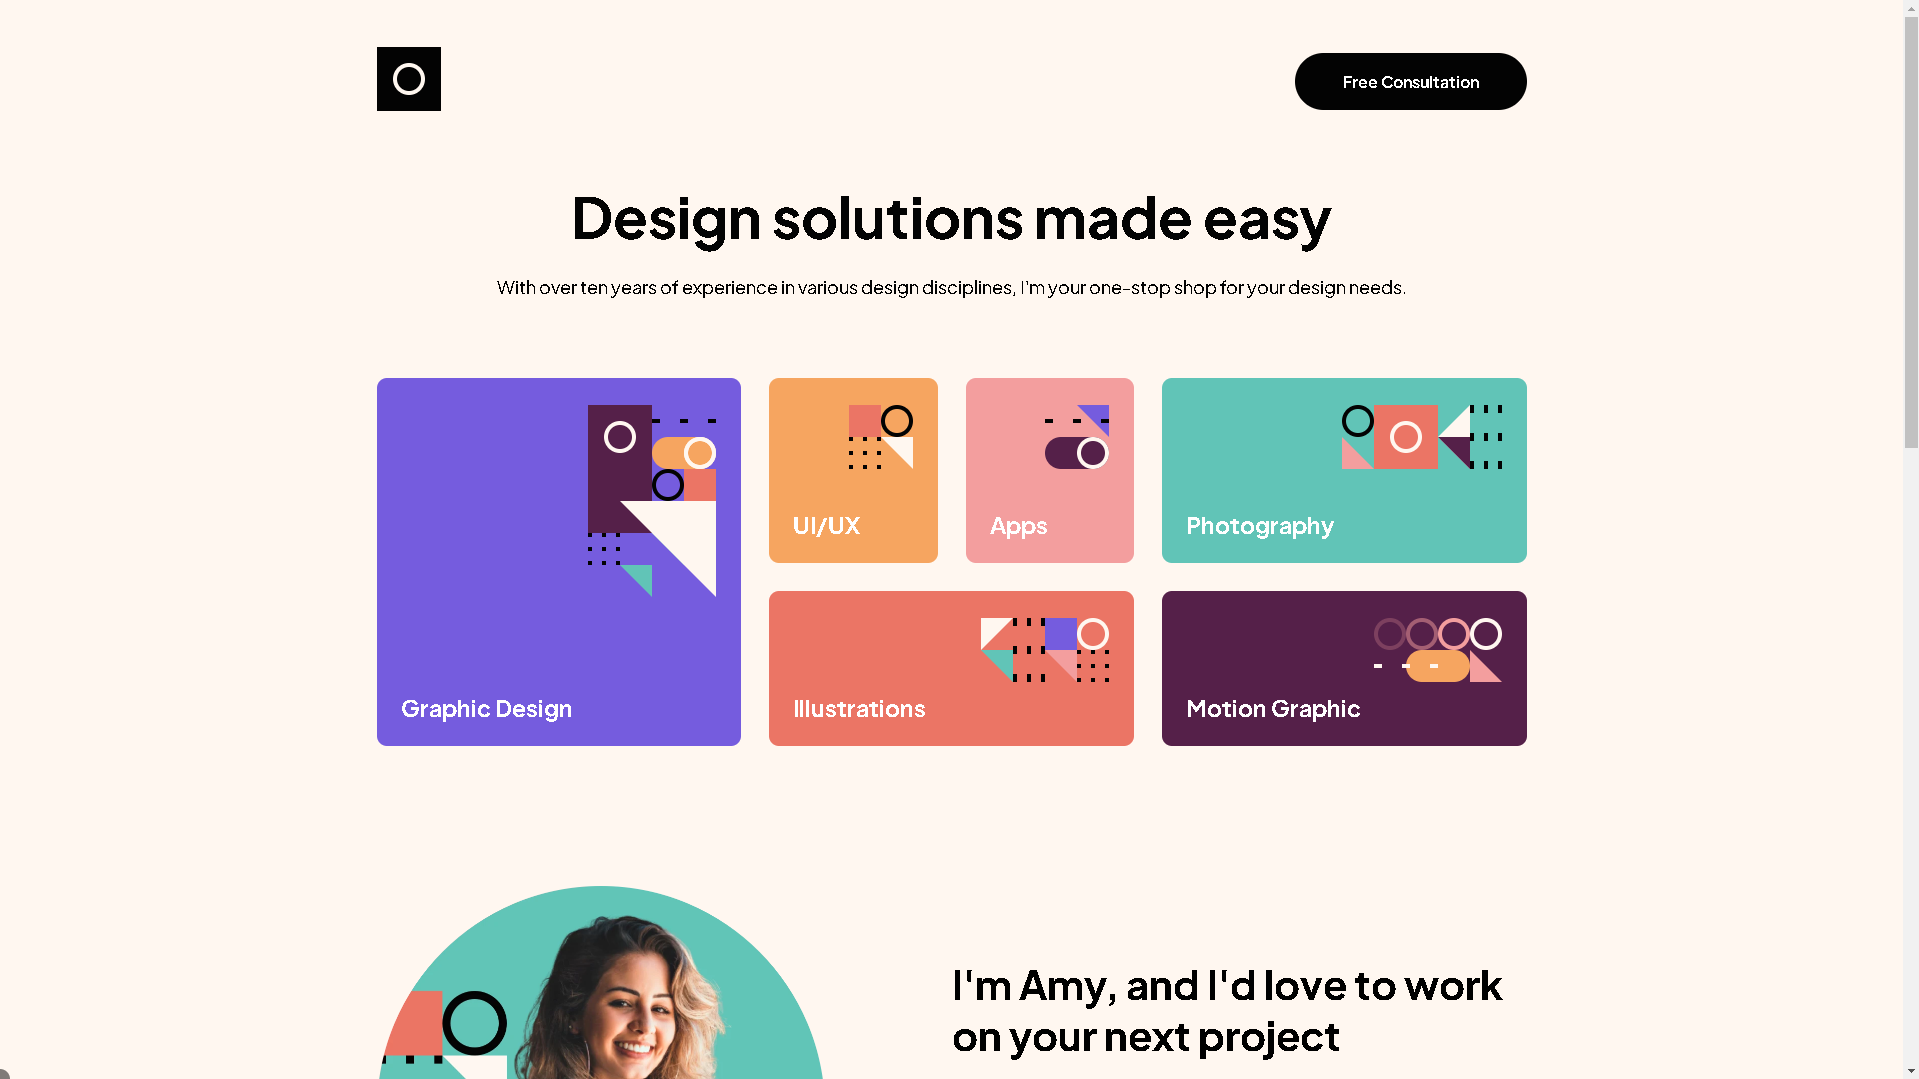 Free Consultation
Design solutions made easy
With over ten years of experience in various design disciplines, I'm your one-stop shop for your design needs.
UI/UX
Apps
Photography
Graphic Design
Illustrations
Motion Graphic
I'm Amy, and I'd love to work
on your next project